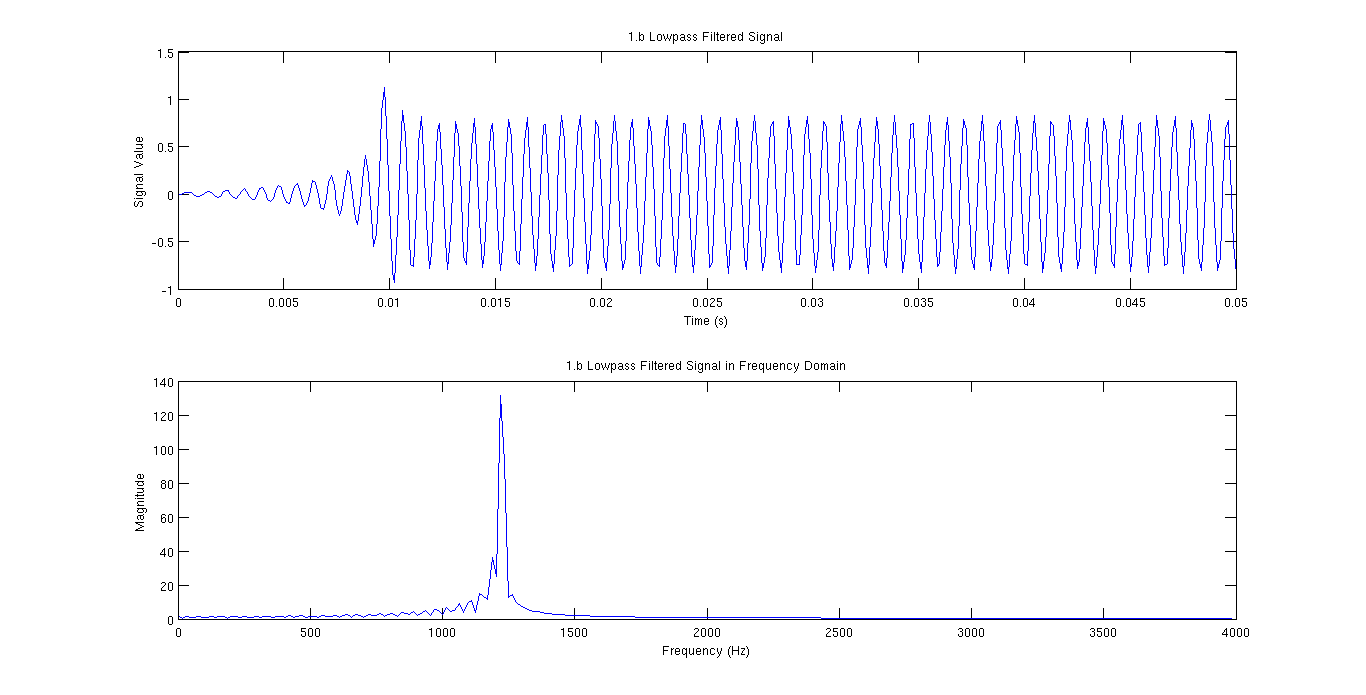 1.b Lowpass Filtered Signal
1.5
1
0.5
0
-0.5
-1
Signal Value
0 0.005 0.01 0.015 0.02 0.025 0.03 0.035 0.04 0.045 0.05
Time (s)
1.b Lowpass Filtered Signal in Frequency Domain
140
120
100
80
60
40
20
0
Magnitude
0 500 1000 1500 2000 2500 3000 3500 4000
Frequency (Hz)